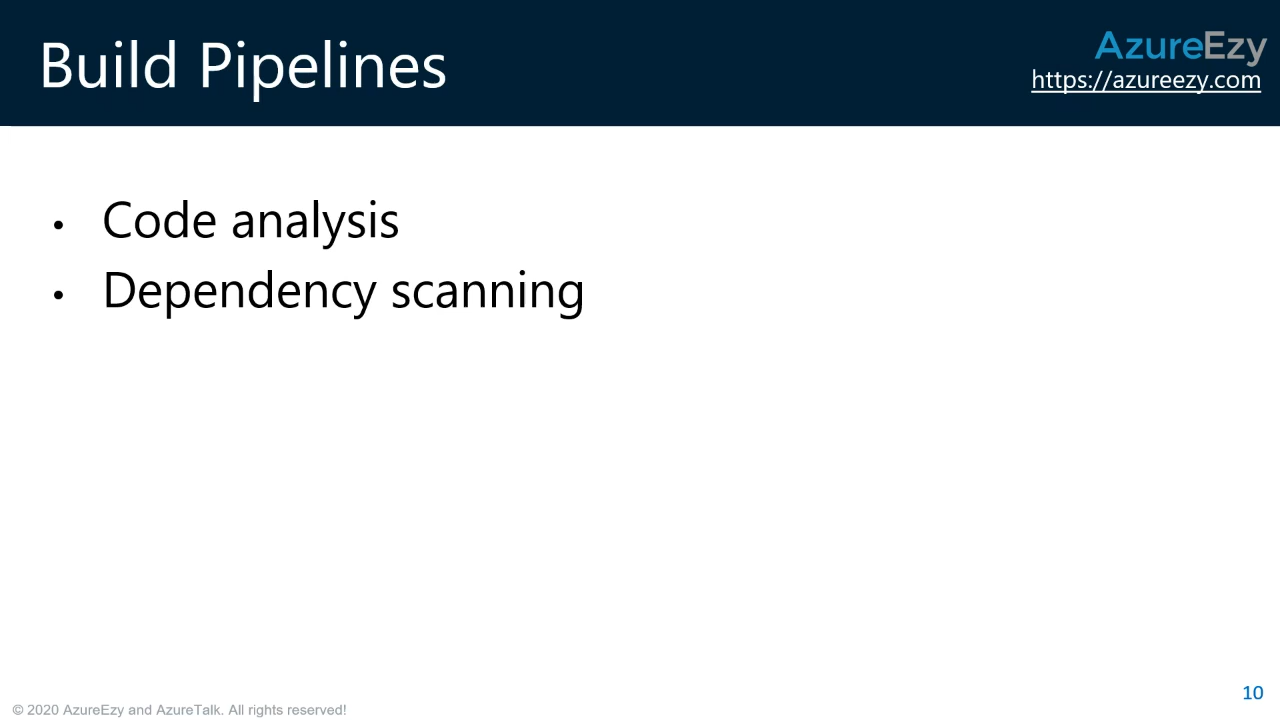 Build Pipelines
AzureEzy
https://azureezy.com
• Code analysis
• Dependency scanning
© 2020 AzureEzy and AzureTalk. All rights reserved!
10